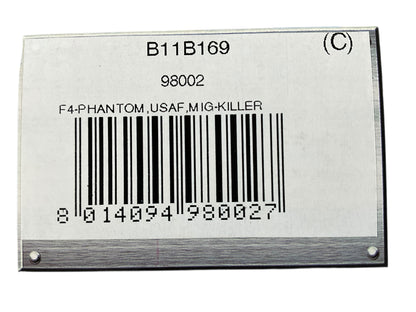 B11B169 (C)
98002
F4-PHANTOM,USAF,MIG-KILLER
8 014094 980027